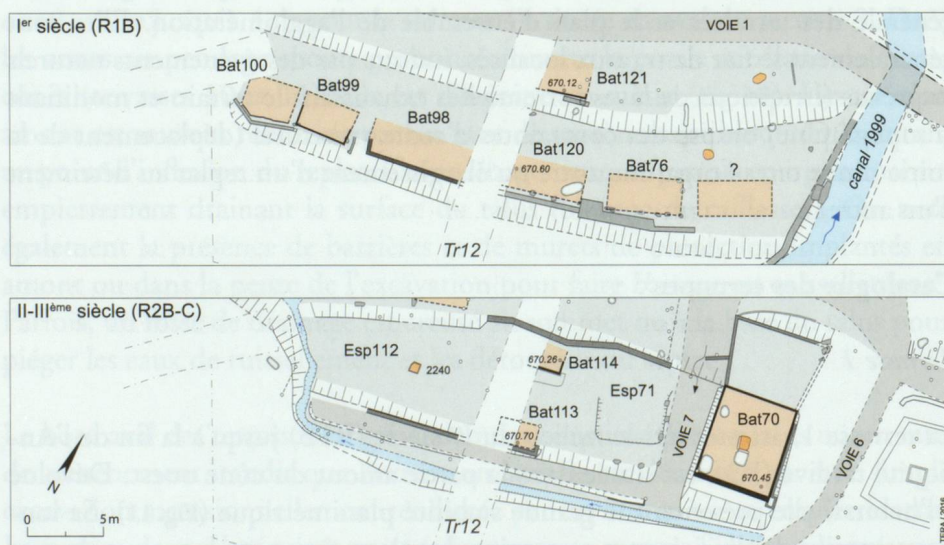 Ier siècle (R1B)
VOIE 1
Bat100
Bat99
Bat98
Bat121
670.12
Bat120
Bat76
670.60
?
canal 1999
Tr12
II-IIIème siècle (R2B-C)
Esp112
2240
670.26
Bat114
Esp71
Bat113
670.70
VOIE 7
Bat70
670.45
VOIE 6
N
0 5 m
Tr12